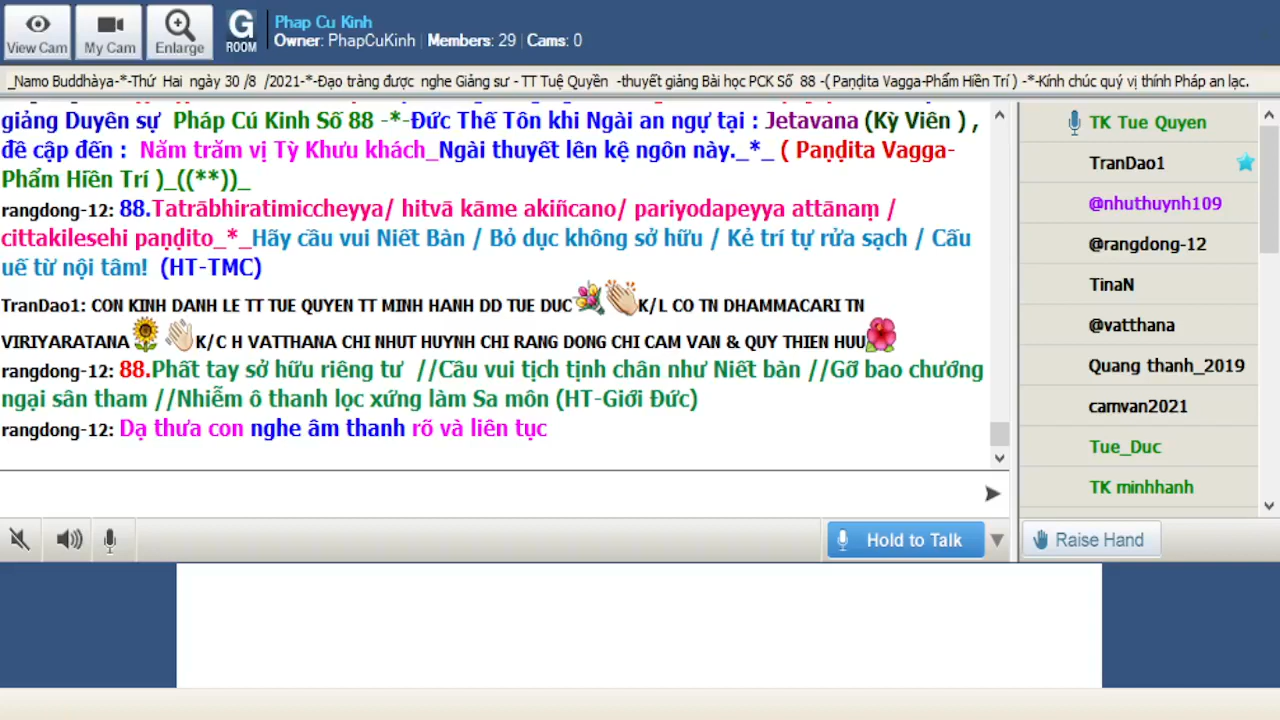 View Cam
My Cam
Enlarge
G
ROOM
Phap Cu Kinh
Owner: PhapCuKinh | Members: 29 | Cams: 0
_Namo Buddhàya-*-Thứ Hai ngày 30 /8 /2021-*-Đạo tràng được nghe Giảng sư - TT Tuệ Quyền -thuyết giảng Bài học PCK Số 88 -( Paṇḍita Vagga-Phẩm Hiền Trí ) -*-Kính chúc quý vị thính Pháp an lạc.
giảng Duyên sự Pháp Cú Kinh Số 88 -*-Đức Thế Tôn khi Ngài an ngự tại : Jetavana (Kỳ Viên ) ,
đề cập đến : Năm trăm vị Tỳ Khưu khách_Ngài thuyết lên kệ ngôn này._*_ ( Paṇḍita Vagga-
Phẩm Hiền Trí )_((**))_
rangdong-12: 88.Tatrābhiratimiccheyya/ hitvā kāme akiñcano/ pariyodapeyya attānaṃ /
cittakilesehi paṇḍito_*_Hãy cầu vui Niết Bàn / Bỏ dục không sở hữu / Kẻ trí tự rửa sạch / Cấu
uế từ nội tâm! (HT-TMC)
TranDao1: CON KINH DANH LE TT TUE QUYEN TT MINH HANH DD TUE DUC K/L CO TN DHAMMACARI TN
VIRIYARATANA K/C H VATTHANA CHI NHUT HUYNH CHI RANG DONG CHI CAM VAN & QUY THIEN HUU
rangdong-12: 88.Phất tay sở hữu riêng tư //Cầu vui tịch tịnh chân như Niết bàn //Gỡ bao chướng
ngại sân tham //Nhiễm ô thanh lọc xứng làm Sa môn (HT-Giới Đức)
rangdong-12: Dạ thưa con nghe âm thanh rõ và liên tục
Hold to Talk
TK Tue Quyen
TranDao1
@nhuthuynh109
@rangdong-12
TinaN
@vatthana
Quang thanh_2019
camvan2021
Tue_Duc
TK minhhanh
Raise Hand